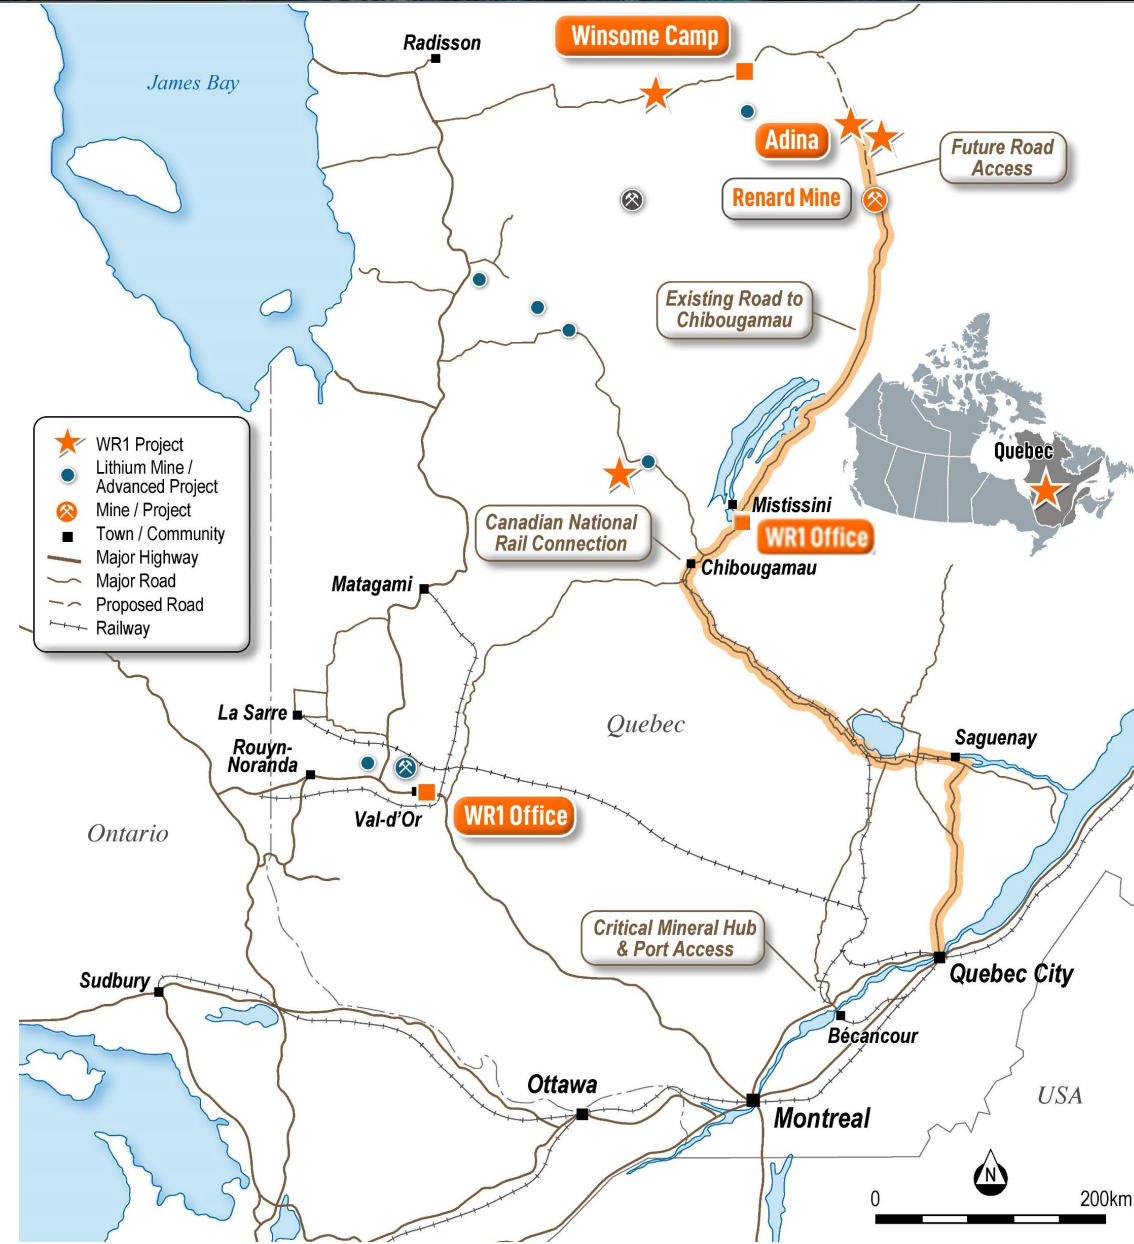 Radisson
Winsome Camp
James Bay
Adina
Future Road
Access
Renard Mine
Existing Road to
Chibougamau
Quebec
WR1 Project
Lithium Mine /
Advanced Project
Mine / Project
Town / Community
Major Highway
Major Road
Proposed Road
Railway
Mistissini
WR1 Office
Canadian National
Rail Connection
Chibougamau
Matagami
La Sarre
Quebec
Saguenay
Rouyn-
Noranda
Val-d'Or
WR1 Office
Ontario
Critical Mineral Hub
& Port Access
Sudbury
Quebec City
Bécancour
Ottawa
Montreal
USA
N
0 200km